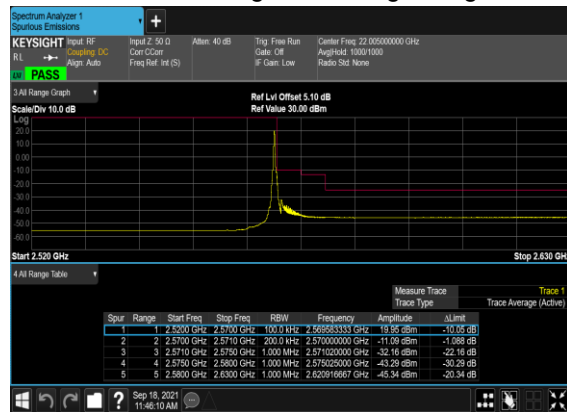 Spectrum Analyzer 1
Spurious Emissions
KEYSIGHT Input: RF Input Z: 50 Ω Atten: 40 dB Trig: Free Run Center Freq: 22.005000000 GHz
RL Coupling: DC Corr CCorr Gate: Off Avg|Hold: 1000/1000
Align: Auto Freq Ref: Int (S) IF Gain: Low Radio Std: None
LXI PASS
3 All Range Graph
Ref Lvl Offset 5.10 dB
Scale/Div 10.0 dB Ref Value 30.00 dBm
Log
20.0
10.0
0.00
-10.0
-20.0
-30.0
-40.0
-50.0
-60.0
Start 2.520 GHz Stop 2.630 GH
4 All Range Table
Measure Trace Trace 1
Trace Type Trace Average (Active)
Spur Range Start Freq Stop Freq RBW Frequency Amplitude ΔLimit
1 1 2.5200 GHz 2.5700 GHz 100.0 kHz 2.569583333 GHz 19.95 dBm -10.05 dB
2 2 2.5700 GHz 2.5710 GHz 200.0 kHz 2.570000000 GHz -11.09 dBm -1.088 dB
3 3 2.5710 GHz 2.5750 GHz 1.000 MHz 2.571020000 GHz -32.16 dBm -22.16 dB
4 4 2.5750 GHz 2.5800 GHz 1.000 MHz 2.575025000 GHz -43.29 dBm -30.29 dB
5 5 2.5800 GHz 2.6300 GHz 1.000 MHz 2.620916667 GHz -45.34 dBm -20.34 dB
Sep 18, 2021
11:46:10 AM